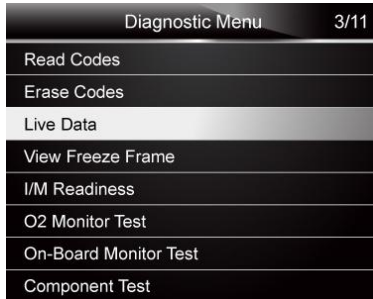 Diagnostic Menu 3/11
Read Codes
Erase Codes
Live Data
View Freeze Frame
I/M Readiness
O2 Monitor Test
On-Board Monitor Test
Component Test